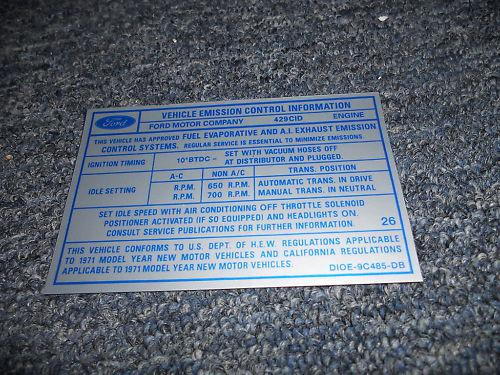 Ford
VEHICLE EMISSION CONTROL INFORMATION
FORD MOTOR COMPANY 429CID ENGINE
THIS VEHICLE HAS APPROVED FUEL EVAPORATIVE AND A.I. EXHAUST EMISSION
CONTROL SYSTEMS. REGULAR SERVICE IS ESSENTIAL TO MINIMIZE EMISSIONS.
IGNITION TIMING 10°BTDC – SET WITH VACUUM HOSES OFF
AT DISTRIBUTOR AND PLUGGED.
A-C NON A/C TRANS. POSITION
IDLE SETTING R.P.M. 650 R.P.M. AUTOMATIC TRANS. IN DRIVE
R.P.M. 700 R.P.M. MANUAL TRANS. IN NEUTRAL
SET IDLE SPEED WITH AIR CONDITIONING OFF THROTTLE SOLENOID
POSITIONER ACTIVATED (IF SO EQUIPPED) AND HEADLIGHTS ON.
CONSULT SERVICE PUBLICATIONS FOR FURTHER INFORMATION. 26
THIS VEHICLE CONFORMS TO U.S. DEPT. OF H.E.W. REGULATIONS APPLICABLE
TO 1971 MODEL YEAR NEW MOTOR VEHICLES AND CALIFORNIA REGULATIONS
APPLICABLE TO 1971 MODEL YEAR NEW MOTOR VEHICLES. DIOE-9C485-DB